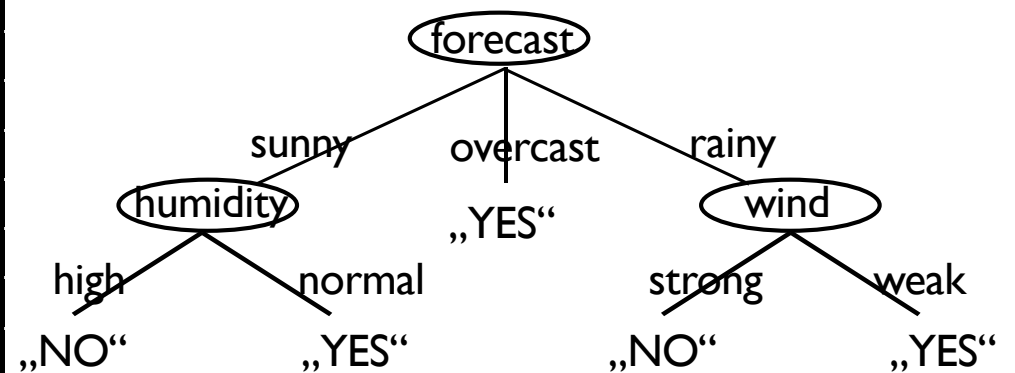 forecast
sunny overcast rainy
humidity „YES“ wind
high normal strong weak
„NO“ „YES“ „NO“ „YES“